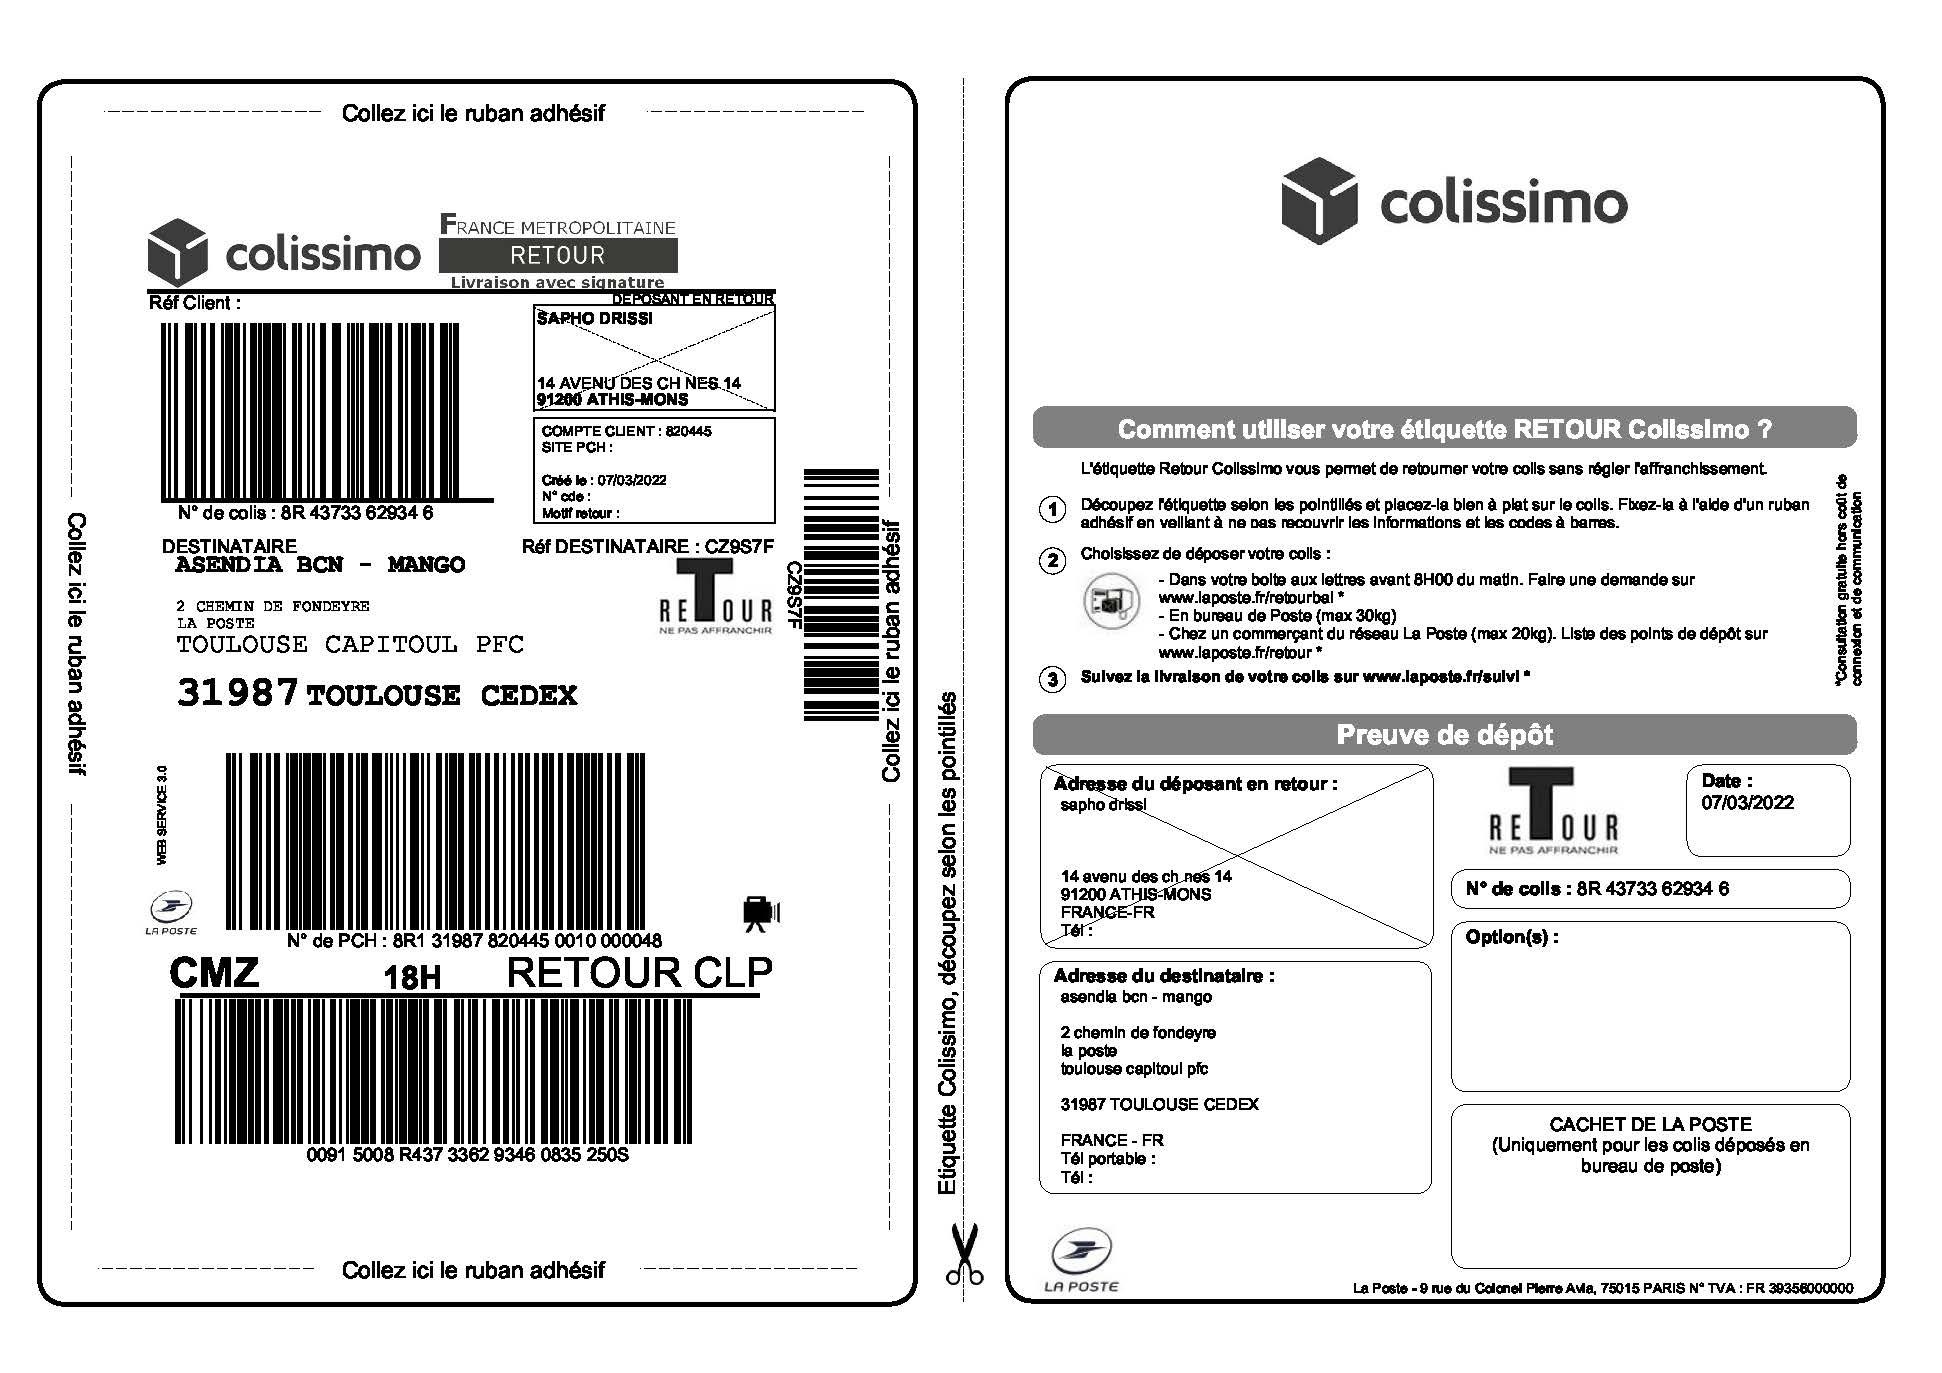 Collez ici le ruban adhésif
colissimo
FRANCE METROPOLITAINE
RETOUR
Livraison avec signature
Réf Client :
DEPOSANT EN RETOUR
SAPHO DRISSI
14 AVENU DES CH NES 14
91200 ATHIS-MONS
COMPTE CLIENT : 820445
SITE PCH :
Créé le : 07/03/2022
N° cde :
Motif retour :
N° de colis : 8R 43733 62934 6
DESTINATAIRE
Réf DESTINATAIRE : CZ9S7F
ASENDIA BCN - MANGO
2 CHEMIN DE FONDEYRE
LA POSTE
TOULOUSE CAPITOUL PFC
31987 TOULOUSE CEDEX
RETOUR
NE PAS AFFRANCHIR
CZ9S7F
Collez ici le ruban adhésif
Collez ici le ruban adhésif
WEB SERVICE 3.0
LA POSTE
N° de PCH : 8R1 31987 820445 0010 000048
CMZ 18H RETOUR CLP
0091 5008 R437 3362 9346 0835 250S
Collez ici le ruban adhésif
Etiquette Colissimo, découpez selon les pointillés
colissimo
Comment utiliser votre étiquette RETOUR Colissimo ?
L'étiquette Retour Colissimo vous permet de retourner votre colis sans régler l'affranchissement.
1 Découpez l'étiquette selon les pointillés et placez-la bien à plat sur le colis. Fixez-la à l'aide d'un ruban
adhésif en veillant à ne pas recouvrir les informations et les codes à barres.
2 Choisissez de déposer votre colis :
- Dans votre boite aux lettres avant 8H00 du matin. Faire une demande sur
www.laposte.fr/retourbal *
- En bureau de Poste (max 30kg)
- Chez un commerçant du réseau La Poste (max 20kg). Liste des points de dépôt sur
www.laposte.fr/retour *
3 Suivez la livraison de votre colis sur www.laposte.fr/suivi *
*Consultation gratuite hors coût de
connexion et de communication
Preuve de dépôt
Adresse du déposant en retour :
sapho drissi
14 avenu des ch nes 14
91200 ATHIS-MONS
FRANCE-FR
Tél :
RETOUR
NE PAS AFFRANCHIR
Date :
07/03/2022
N° de colis : 8R 43733 62934 6
Option(s) :
Adresse du destinataire :
asendia bcn - mango
2 chemin de fondeyre
la poste
toulouse capitoul pfc
31987 TOULOUSE CEDEX
FRANCE - FR
Tél portable :
Tél :
CACHET DE LA POSTE
(Uniquement pour les colis déposés en
bureau de poste)
LA POSTE
La Poste - 9 rue du Colonel Pierre Avia, 75015 PARIS N° TVA : FR 39356000000